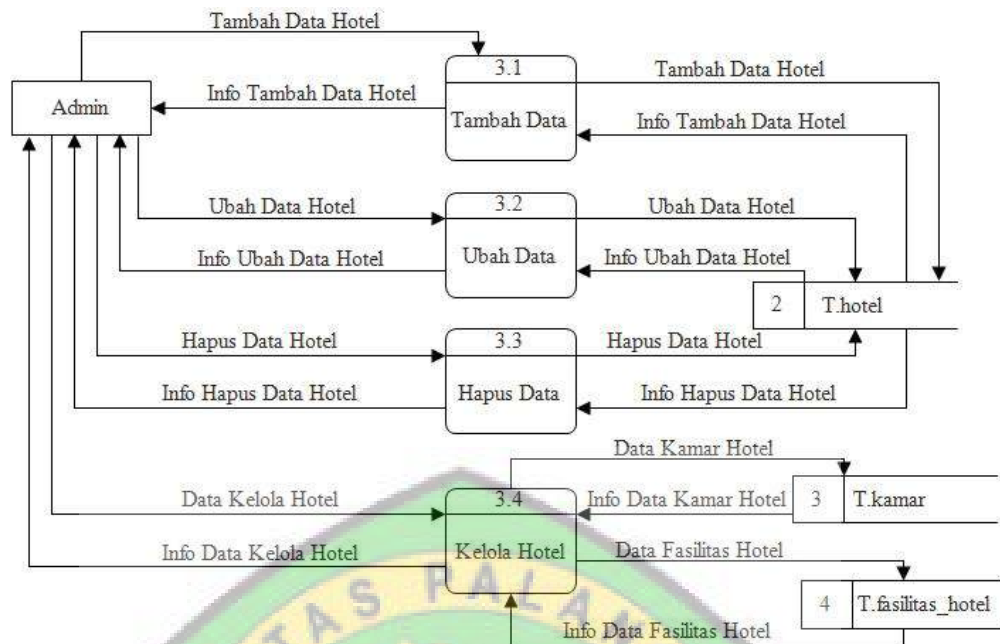 Tambah Data Hotel
3.1
Tambah Data Hotel
Admin
Info Tambah Data Hotel
Tambah Data
Info Tambah Data Hotel
3.2
Ubah Data Hotel
Ubah Data Hotel
Info Ubah Data Hotel
Ubah Data
Info Ubah Data Hotel
2
T.hotel
3.3
Hapus Data Hotel
Hapus Data Hotel
Info Hapus Data Hotel
Hapus Data
Info Hapus Data Hotel
Data Kamar Hotel
3.4
Data Kelola Hotel
Info Data Kamar Hotel
3
T.kamar
Info Data Kelola Hotel
Kelola Hotel
Data Fasilitas Hotel
4
T.fasilitas_hotel
Info Data Fasilitas Hotel
TAS PALAN